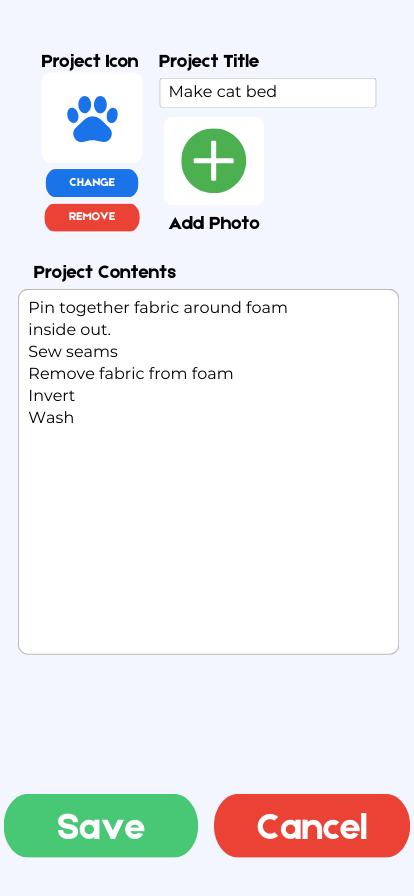 Project Icon
Project Title
Make cat bed
CHANGE
REMOVE
Add Photo
Project Contents
Pin together fabric around foam
inside out.
Sew seams
Remove fabric from foam
Invert
Wash
Save
Cancel